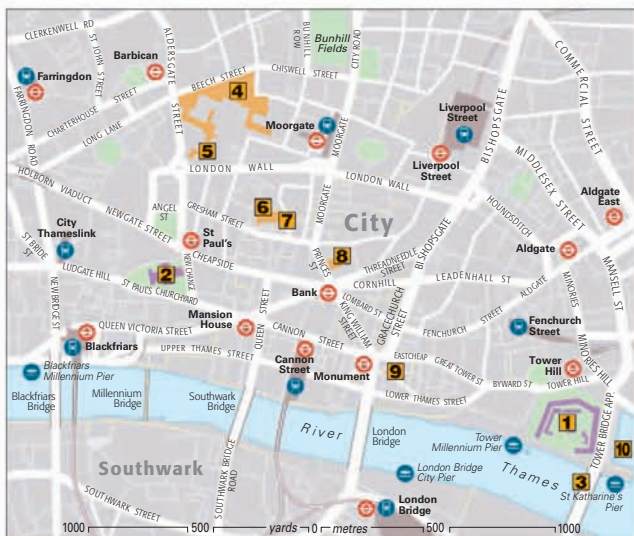 CLERKENWELL RD
ST JOHN STREET
Barbican
ALDERSGATE
STREET
BUNHILL
ROW
Bunhill
Fields
CITY ROAD
COMMERCIAL STREET
Farringdon
FARRINGDON ROAD
CHARTERHOUSE STREET
LONG LANE
BEECH STREET
CHISWELL STREET
4
Moorgate
MOORGATE
Liverpool
Street
Liverpool
Street
BISHOPSGATE
MIDDLESEX STREET
5
LONDON WALL
LONDON WALL
HOLBORN VIADUCT
NEWGATE STREET
ANGEL
ST
GRESHAM STREET
6
7
MOORGATE
City
HOUNDSDITCH
Aldgate
East
City
Thameslink
ST BRIDE
ST
St
Paul's
CHEAPSIDE
NEW CHANGE
2
PRINCES
ST
8
THREADNEEDLE
STREET
BISHOPSGATE
Aldgate
LUDGATE HILL
ST PAUL'S CHURCHYARD
CORNHILL
LEADENHALL ST
ALDGATE
MINORIES
MANSELL ST
NEW BRIDGE ST
Mansion
House
QUEEN STREET
Bank
LOMBARD ST
KING WILLIAM
STREET
GRACECHURCH
STREET
FENCHURCH STREET
Fenchurch
Street
QUEEN VICTORIA STREET
Blackfriars
UPPER THAMES STREET
CANNON STREET
Cannon
Street
Monument
EASTCHEAP
GREAT TOWER ST
9
BYWARD ST
Tower
Hill
TOWER HILL
MINORIES HILL
Blackfriars
Millennium Pier
LOWER THAMES STREET
Blackfriars
Bridge
Millennium
Bridge
Southwark
Bridge
1
TOWER BRIDGE APP.
River
London
Bridge
Tower
Millennium Pier
10
Southwark
SOUTHWARK BRIDGE
ROAD
London Bridge
City Pier
Thames
3
St Katharine's
Pier
SOUTHWARK STREET
London
Bridge
1000 500 yards 0 metres 500 1000